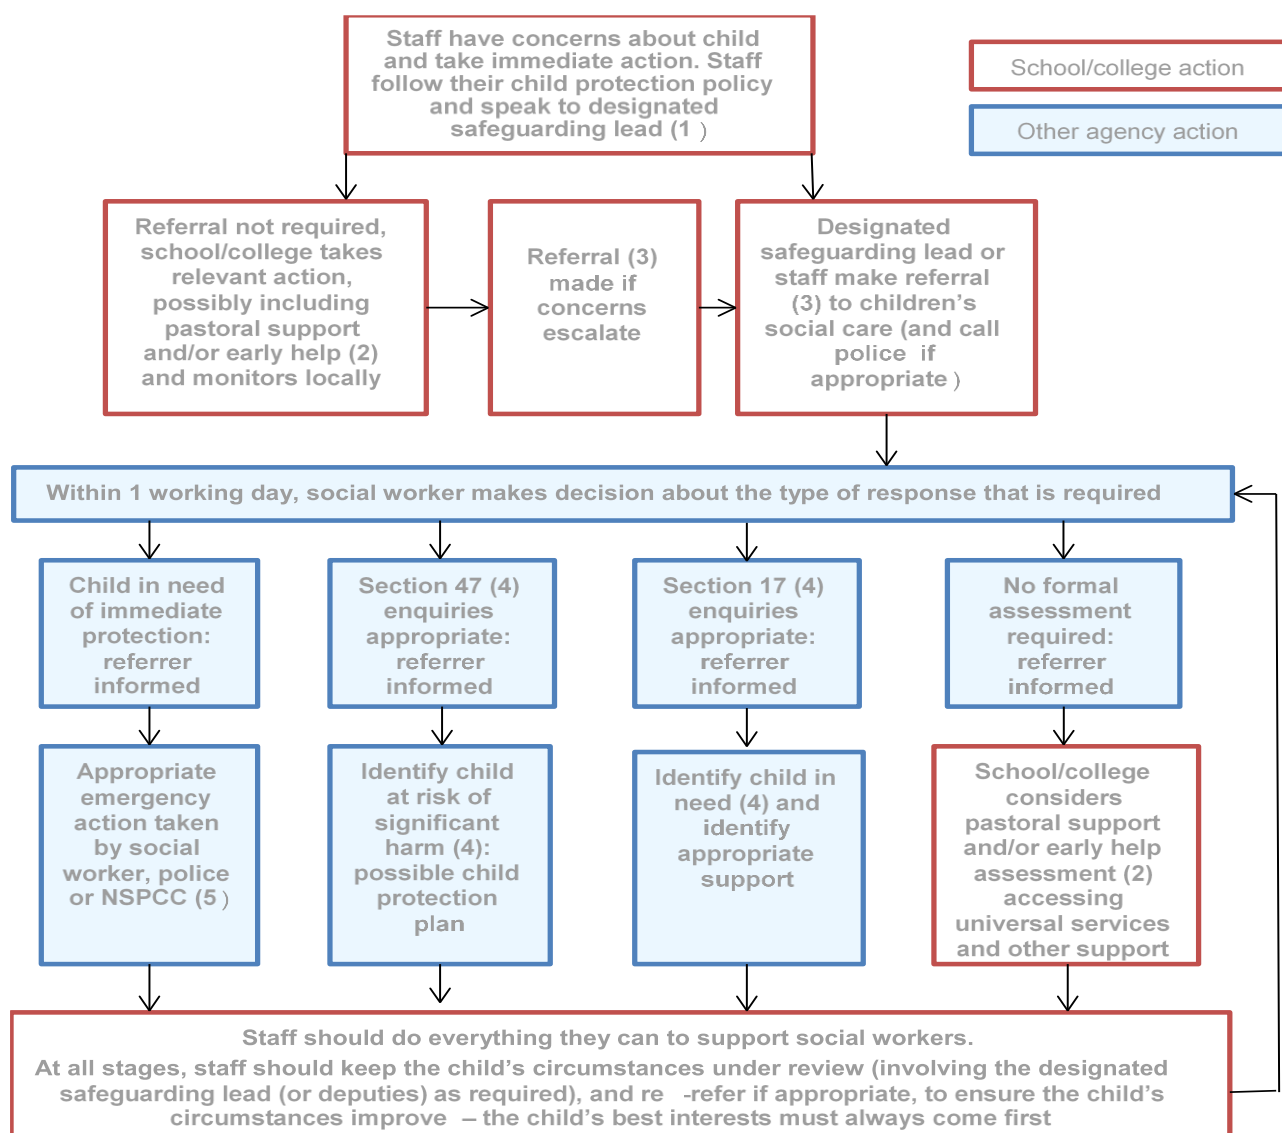 Staff have concerns about child
and take immediate action. Staff
follow their child protection policy
and speak to designated
safeguarding lead (1 )
School/college action
Other agency action
Referral not required,
school/college takes
relevant action,
possibly including
pastoral support
and/or early help (2)
and monitors locally
Referral (3)
made if
concerns
escalate
Designated
safeguarding lead or
staff make referral
(3) to children’s
social care (and call
police if
appropriate )
Within 1 working day, social worker makes decision about the type of response that is required
Child in need
of immediate
protection:
referrer
informed
Section 47 (4)
enquiries
appropriate:
referrer
informed
Section 17 (4)
enquiries
appropriate:
referrer
informed
No formal
assessment
required:
referrer
informed
Appropriate
emergency
action taken
by social
worker, police
or NSPCC (5 )
Identify child
at risk of
significant
harm (4):
possible child
protection
plan
Identify child in
need (4) and
identify
appropriate
support
School/college
considers
pastoral support
and/or early help
assessment (2)
accessing
universal services
and other support
Staff should do everything they can to support social workers.
At all stages, staff should keep the child’s circumstances under review (involving the designated
safeguarding lead (or deputies) as required), and re -refer if appropriate, to ensure the child’s
circumstances improve – the child’s best interests must always come first